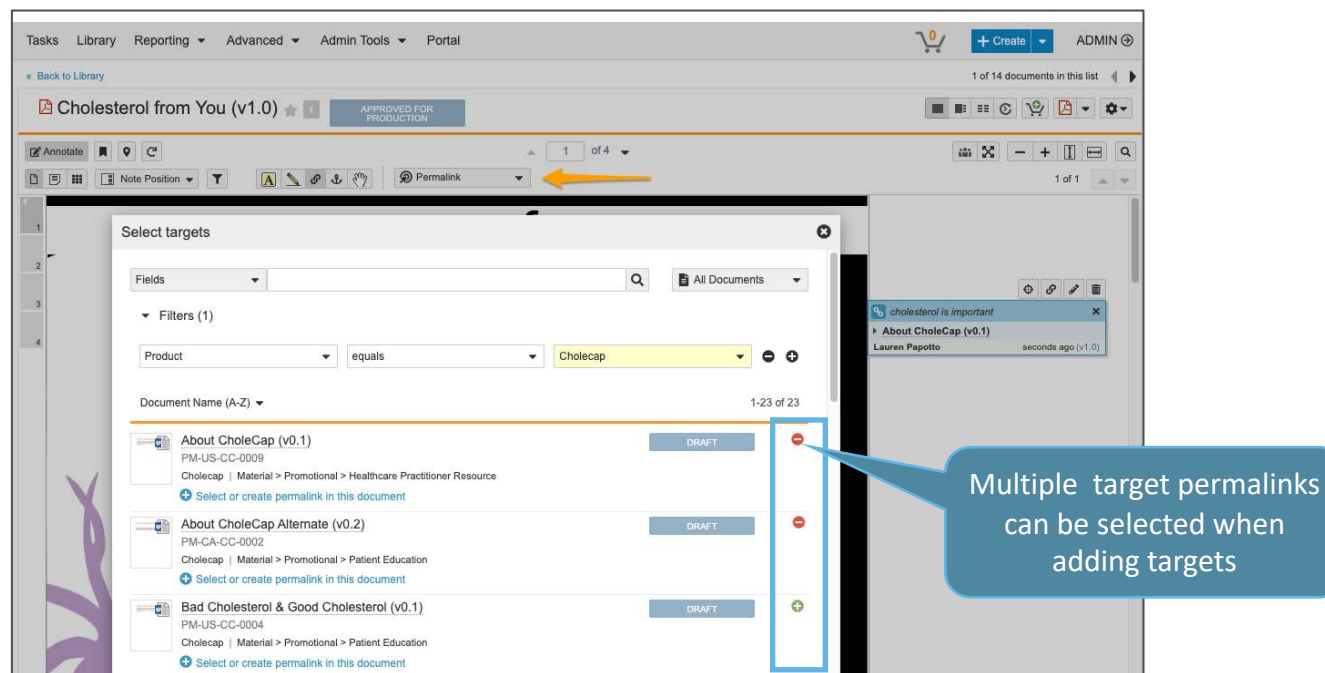 Tasks Library Reporting Advanced Admin Tools Portal 0 + Create ADMIN
« Back to Library 1 of 14 documents in this list
Cholesterol from You (v1.0) 1 APPROVED FOR
PRODUCTION
Annotate 1 of 4
Note Position T A Permalink 1 of 1
1
1
2
3
4
Select targets
Fields All Documents
Filters (1)
Product equals Cholecap
Document Name (A-Z) 1-23 of 23
About CholeCap (v0.1) DRAFT
PM-US-CC-0009
Cholecap | Material > Promotional > Healthcare Practitioner Resource
Select or create permalink in this document
About CholeCap Alternate (v0.2) DRAFT
PM-CA-CC-0002
Cholecap | Material > Promotional > Patient Education
Select or create permalink in this document
Bad Cholesterol & Good Cholesterol (v0.1) DRAFT
PM-US-CC-0004
Cholecap | Material > Promotional > Patient Education
Select or create permalink in this document
cholesterol is important
About CholeCap (v0.1)
Lauren Papotto seconds ago (v1.0)
Multiple target permalinks
can be selected when
adding targets